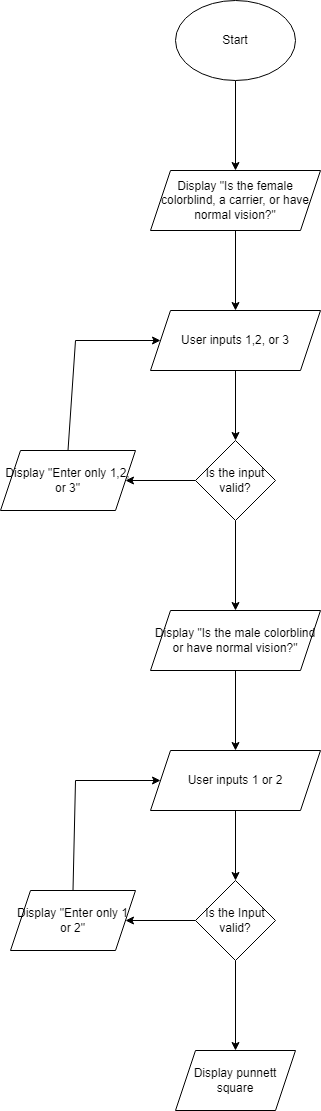 Start
Display "Is the female
colorblind, a carrier, or have
normal vision?"
User inputs 1,2, or 3
Is the input
valid?
Display "Enter only 1,2
or 3"
Display "Is the male colorblind
or have normal vision?"
User inputs 1 or 2
Is the Input
valid?
Display "Enter only 1
or 2"
Display punnett
square